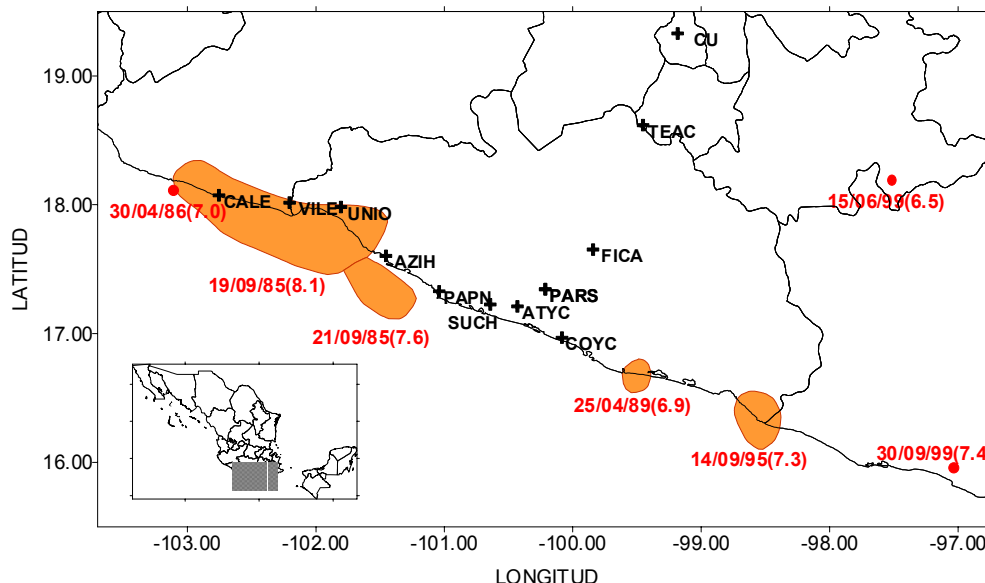 CU
19.00
TEAC
18.00
30/04/86(7.0)
CALE
VILE
UNIO
15/06/99(6.5)
LATITUD
AZIH
FICA
19/09/85(8.1)
PAPN
PARS
SUCH
ATYC
21/09/85(7.6)
17.00
COYC
25/04/89(6.9)
14/09/95(7.3)
30/09/99(7.4
16.00
-103.00
-102.00
-101.00
-100.00
-99.00
-98.00
-97.00
LONGITUD